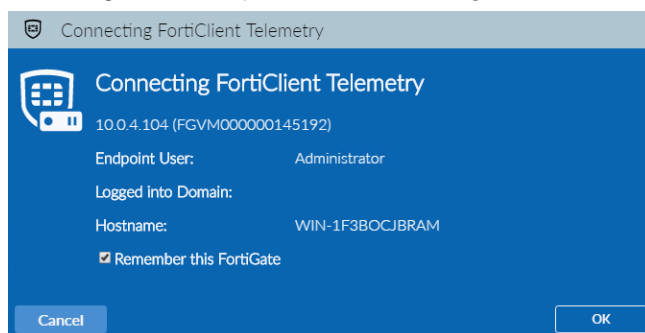 Connecting FortiClient Telemetry
Connecting FortiClient Telemetry
10.0.4.104 (FGVM000000145192)
Endpoint User: Administrator
Logged into Domain:
Hostname: WIN-1F3BOCJBRAM
Remember this FortiGate
Cancel OK